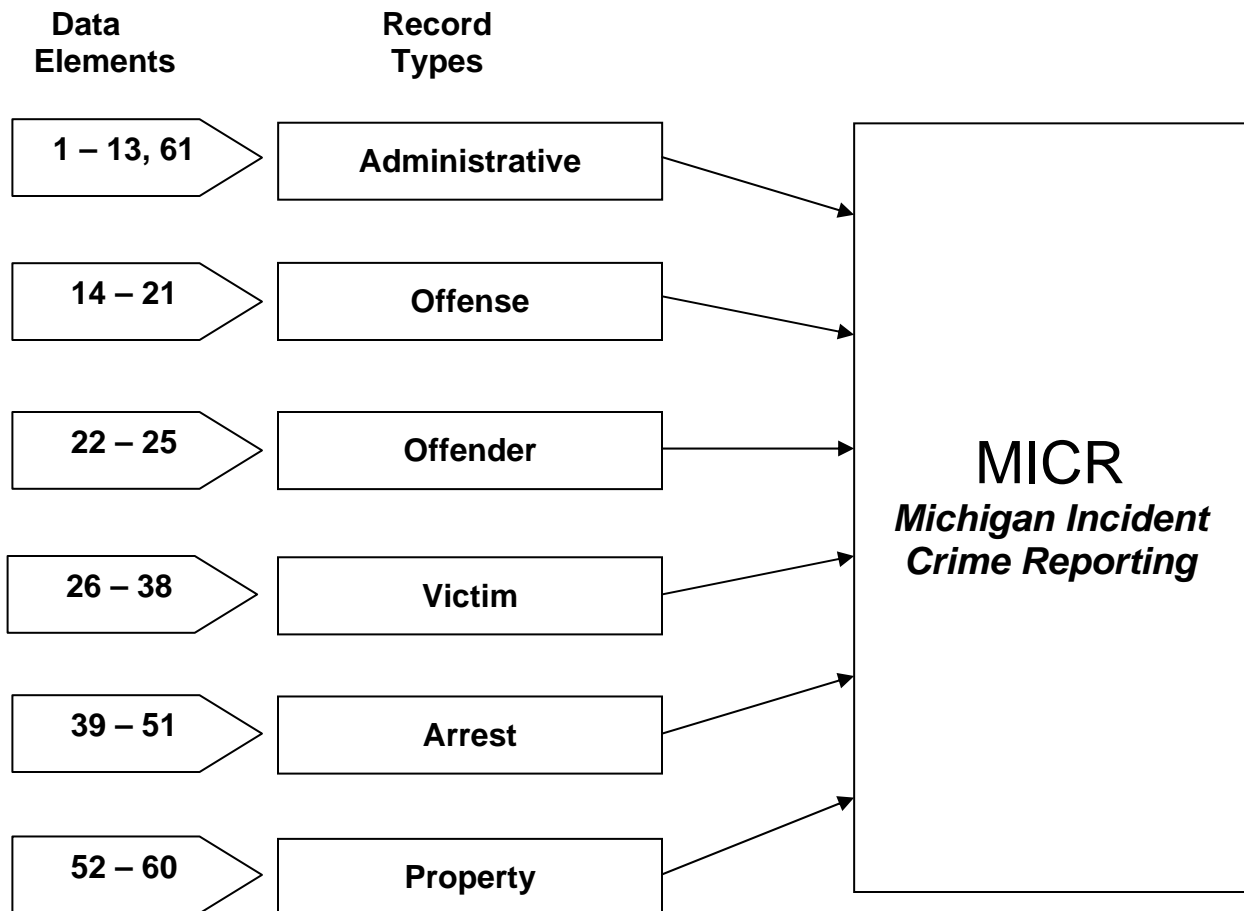 Data
Elements
Record
Types
1 – 13, 61
Administrative
14 – 21
Offense
22 – 25
Offender
MICR
Michigan Incident
Crime Reporting
26 – 38
Victim
39 – 51
Arrest
52 – 60
Property